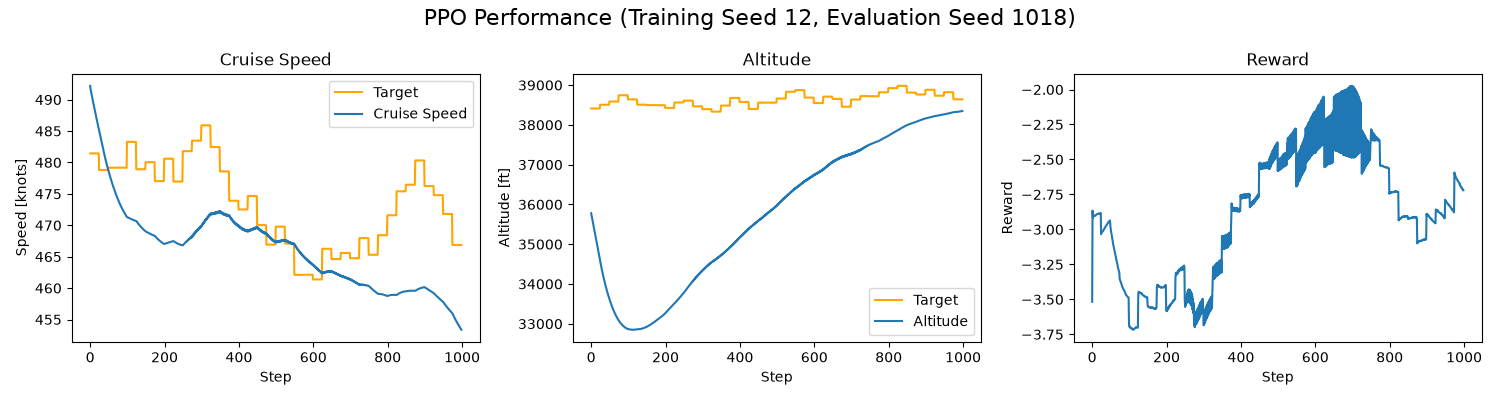 PPO Performance (Training Seed 12, Evaluation Seed 1018)
Cruise Speed
Speed [knots]
490
485
480
475
470
465
460
455
0 200 400 600 800 1000
Step
Target
Cruise Speed
Altitude
Altitude [ft]
39000
38000
37000
36000
35000
34000
33000
0 200 400 600 800 1000
Step
Target
Altitude
Reward
Reward
−2.00
−2.25
−2.50
−2.75
−3.00
−3.25
−3.50
−3.75
0 200 400 600 800 1000
Step